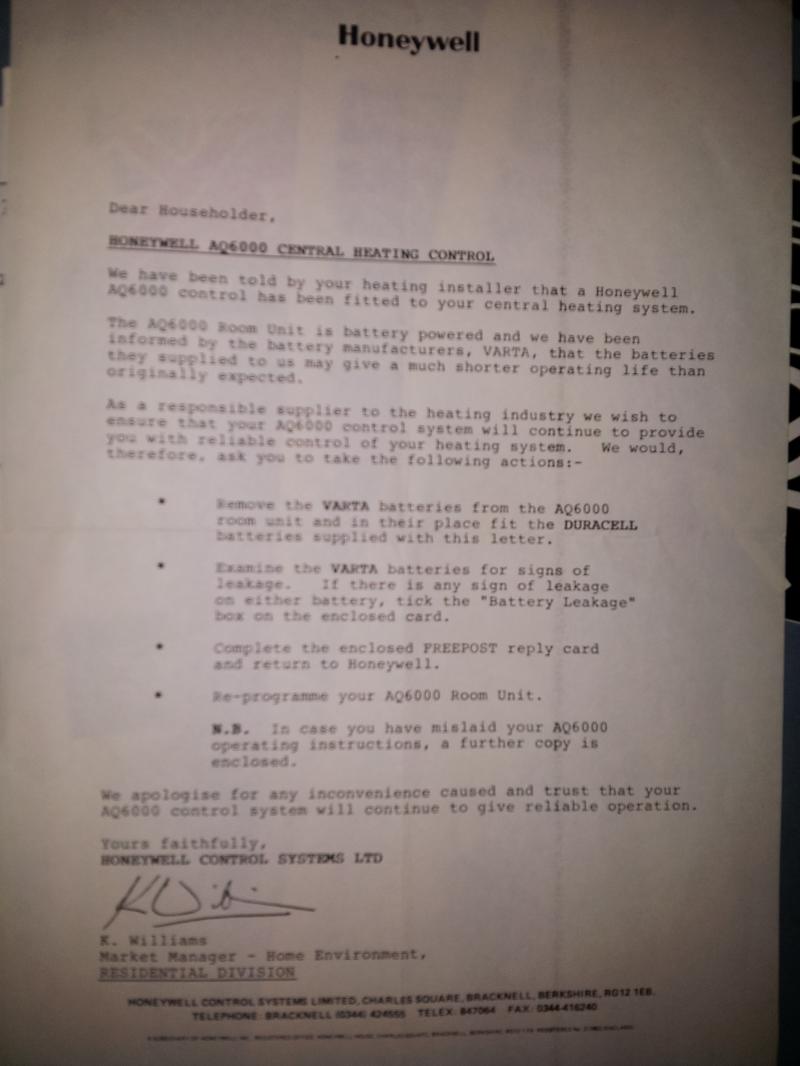 Honeywell
Dear Householder,
HONEYWELL AQ6000 CENTRAL HEATING CONTROL
We have been told by your heating installer that a Honeywell
AQ6000 control has been fitted to your central heating system.
The AQ6000 Room Unit is battery powered and we have been
informed by the battery manufacturers, VARTA, that the batteries
they supplied to us may give a much shorter operating life than
originally expected.
As a responsible supplier to the heating industry we wish to
ensure that your AQ6000 control system will continue to provide
you with reliable control of your heating system. We would,
therefore, ask you to take the following actions:-
* Remove the VARTA batteries from the AQ6000
room unit and in their place fit the DURACELL
batteries supplied with this letter.
* Examine the VARTA batteries for signs of
leakage. If there is any sign of leakage
on either battery, tick the "Battery Leakage"
box on the enclosed card.
* Complete the enclosed FREEPOST reply card
and return to Honeywell.
* Re-programme your AQ6000 Room Unit.
N.B. In case you have mislaid your AQ6000
operating instructions, a further copy is
enclosed.
We apologise for any inconvenience caused and trust that your
AQ6000 control system will continue to give reliable operation.
Yours faithfully,
HONEYWELL CONTROL SYSTEMS LTD
K. Williams
Market Manager - Home Environment,
RESIDENTIAL DIVISION
HONEYWELL CONTROL SYSTEMS LIMITED, CHARLES SQUARE, BRACKNELL, BERKSHIRE, RG12 1EB.
TELEPHONE: BRACKNELL (0344) 424555 TELEX: 847064 FAX: 0344-416240